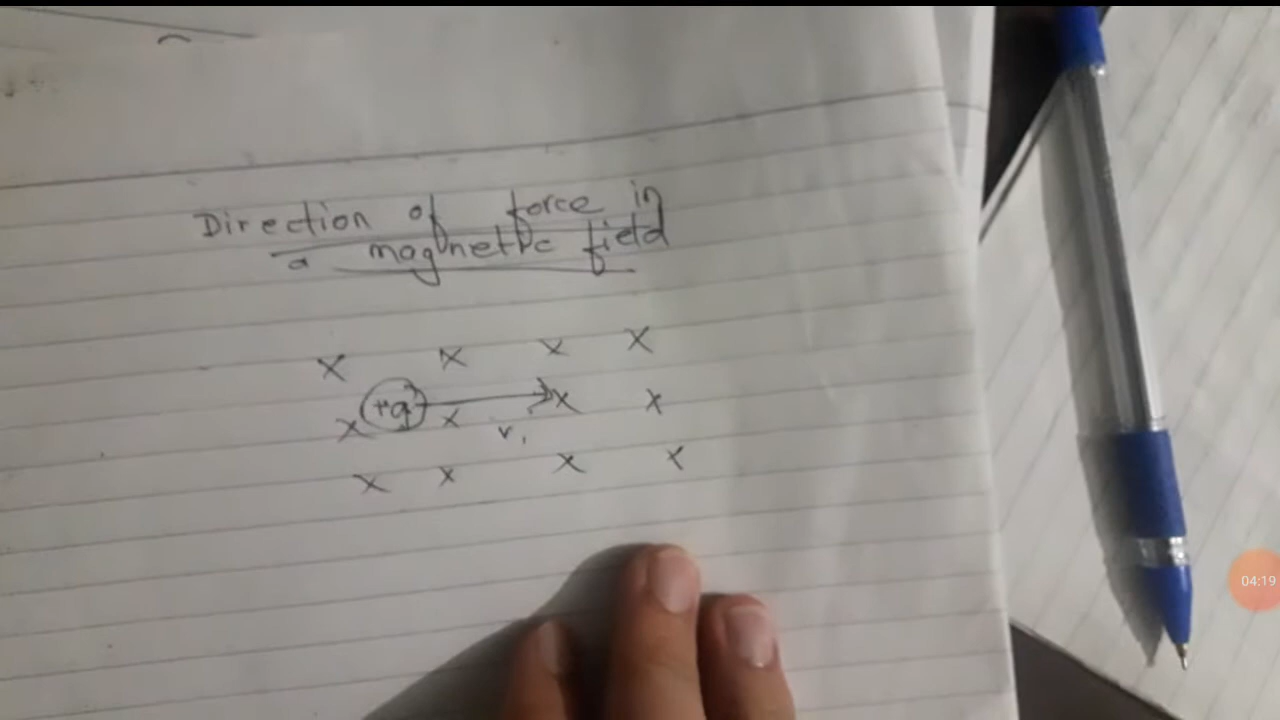 Direction of force in
a magnetic field
x x x x
+q
x x x x
v
x x x x
04:19